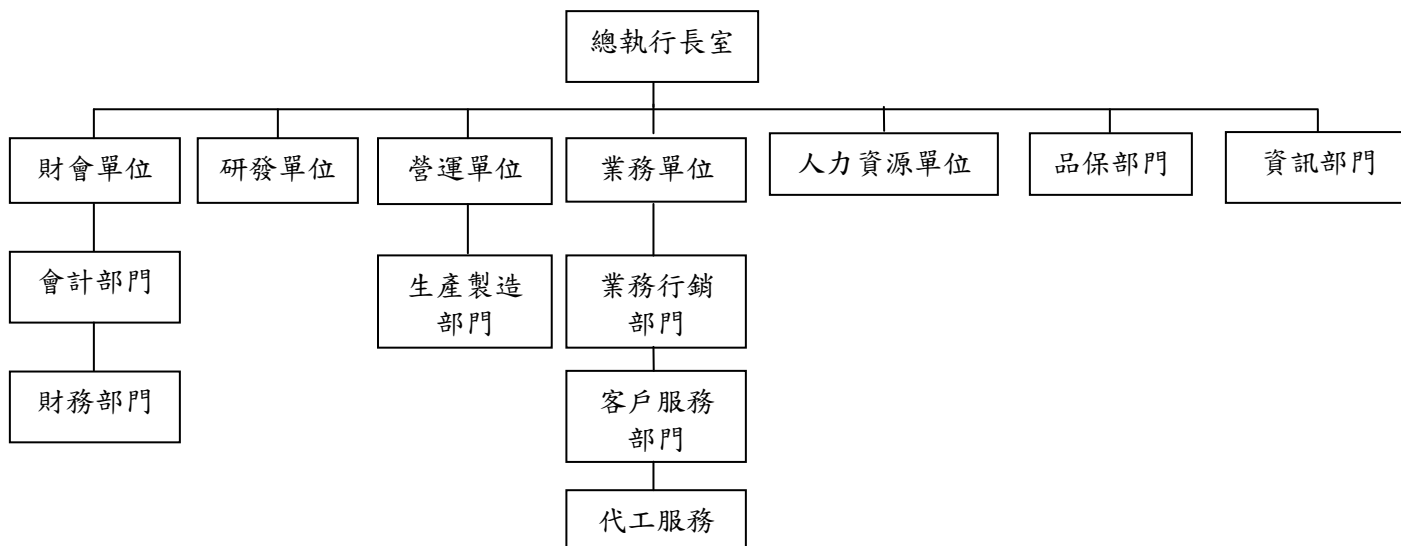 總執行長室
財會單位
研發單位
營運單位
業務單位
人力資源單位
品保部門
資訊部門
會計部門
生產製造
部門
業務行銷
部門
財務部門
客戶服務
部門
代工服務